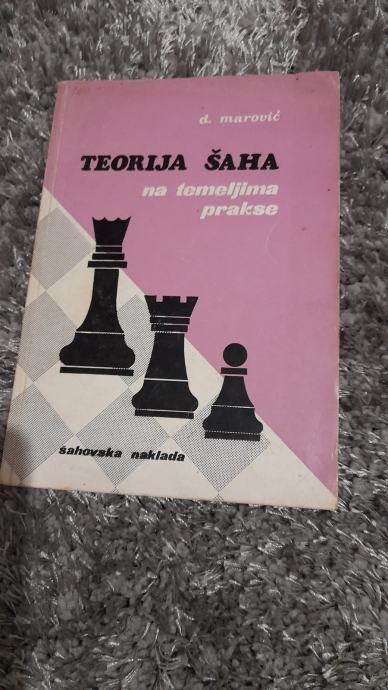 d. marović
TEORIJA ŠAHA
na temeljima
prakse
šahovska naklada